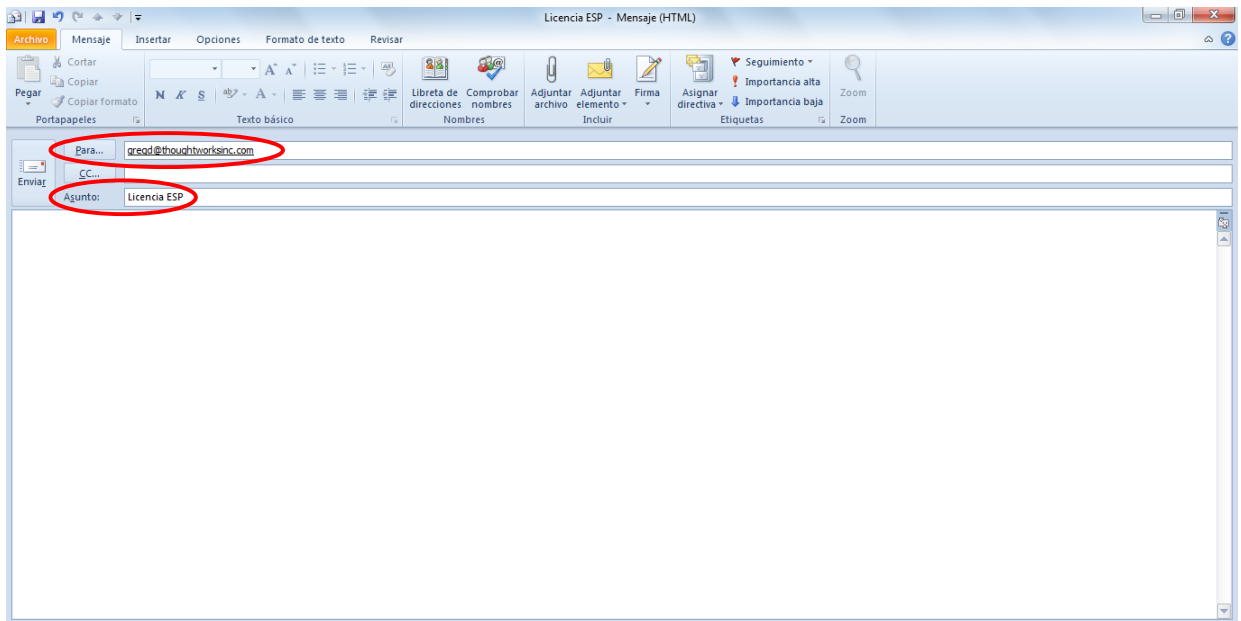 Licencia ESP - Mensaje (HTML)
Archivo Mensaje Insertar Opciones Formato de texto Revisar
Pegar
Cortar
Copiar
Copiar formato
Portapapeles
N K S
Texto básico
Libreta de direcciones
Comprobar nombres
Nombres
Adjuntar archivo
Adjuntar elemento
Firma
Incluir
Asignar directiva
Seguimiento
Importancia alta
Importancia baja
Etiquetas
Zoom
Zoom
Enviar
Para... gregd@thoughtworksinc.com
CC...
Asunto: Licencia ESP